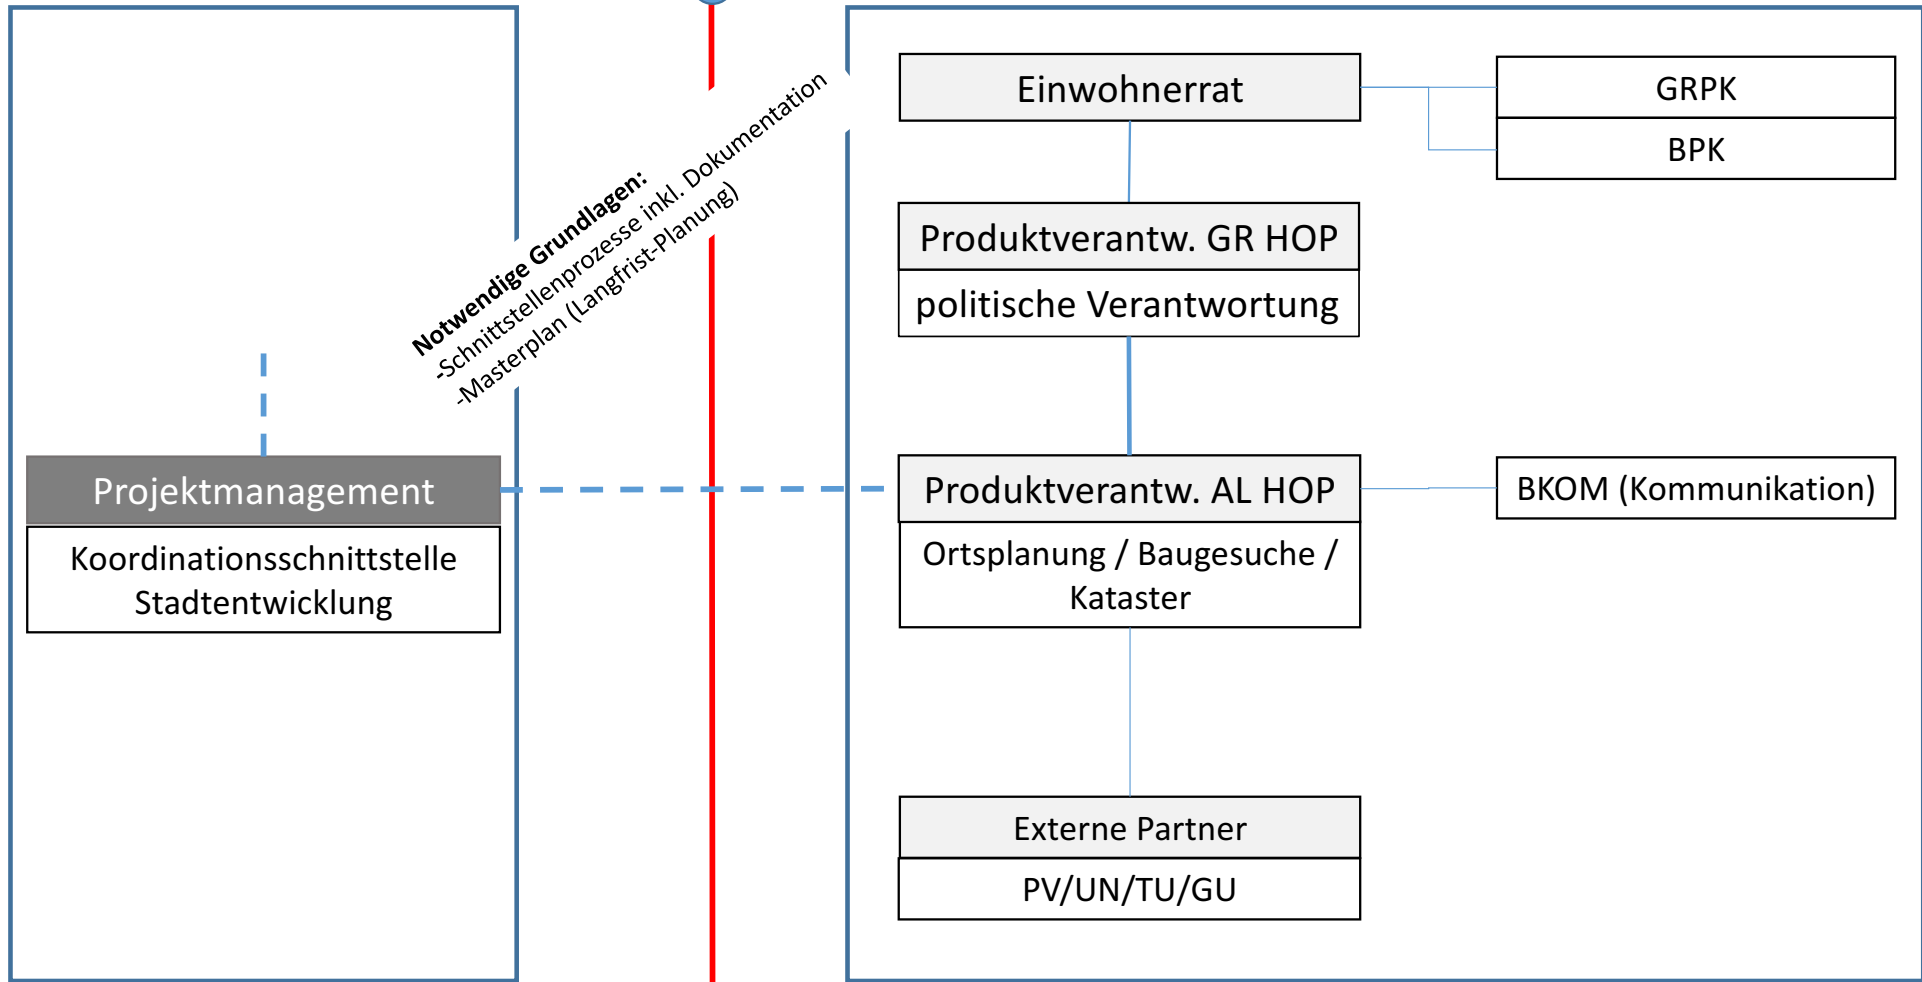 Notwendige Grundlagen:
-Schnittstellenprozesse inkl. Dokumentation
-Masterplan (Langfrist-Planung)
Projektmanagement
Koordinationsschnittstelle
Stadtentwicklung
Einwohnerrat
GRPK
BPK
Produktverantw. GR HOP
politische Verantwortung
Produktverantw. AL HOP
Ortsplanung / Baugesuche /
Kataster
BKOM (Kommunikation)
Externe Partner
PV/UN/TU/GU